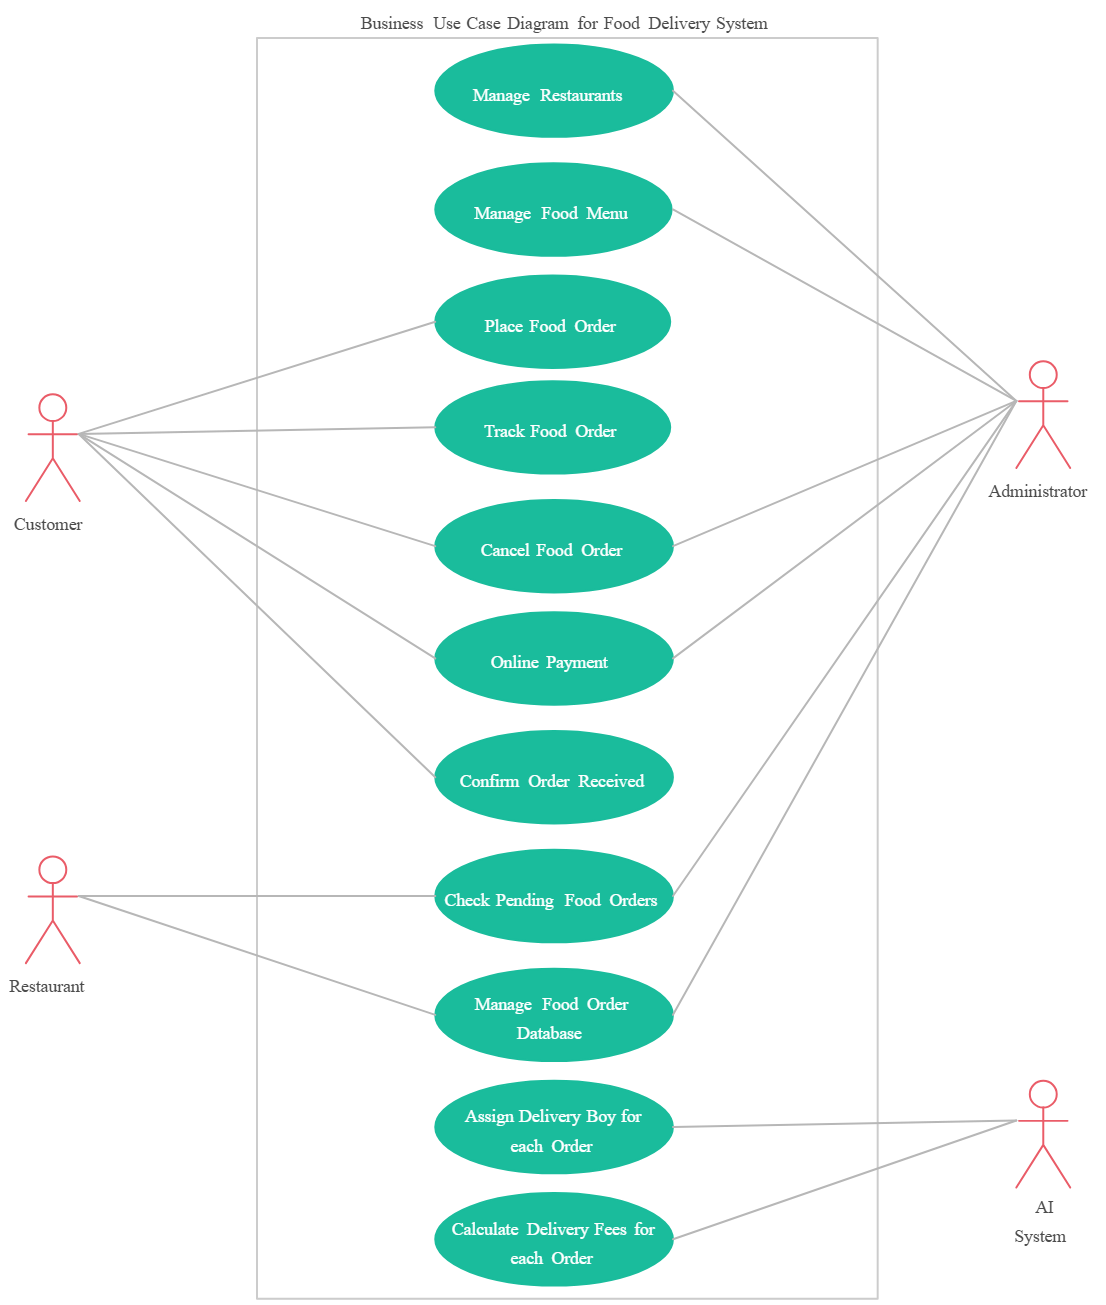 Business Use Case Diagram for Food Delivery System
Manage Restaurants
Manage Food Menu
Place Food Order
Track Food Order
Customer
Administrator
Cancel Food Order
Online Payment
Confirm Order Received
Check Pending Food Orders
Restaurant
Manage Food Order
Database
Assign Delivery Boy for
each Order
AI
System
Calculate Delivery Fees for
each Order